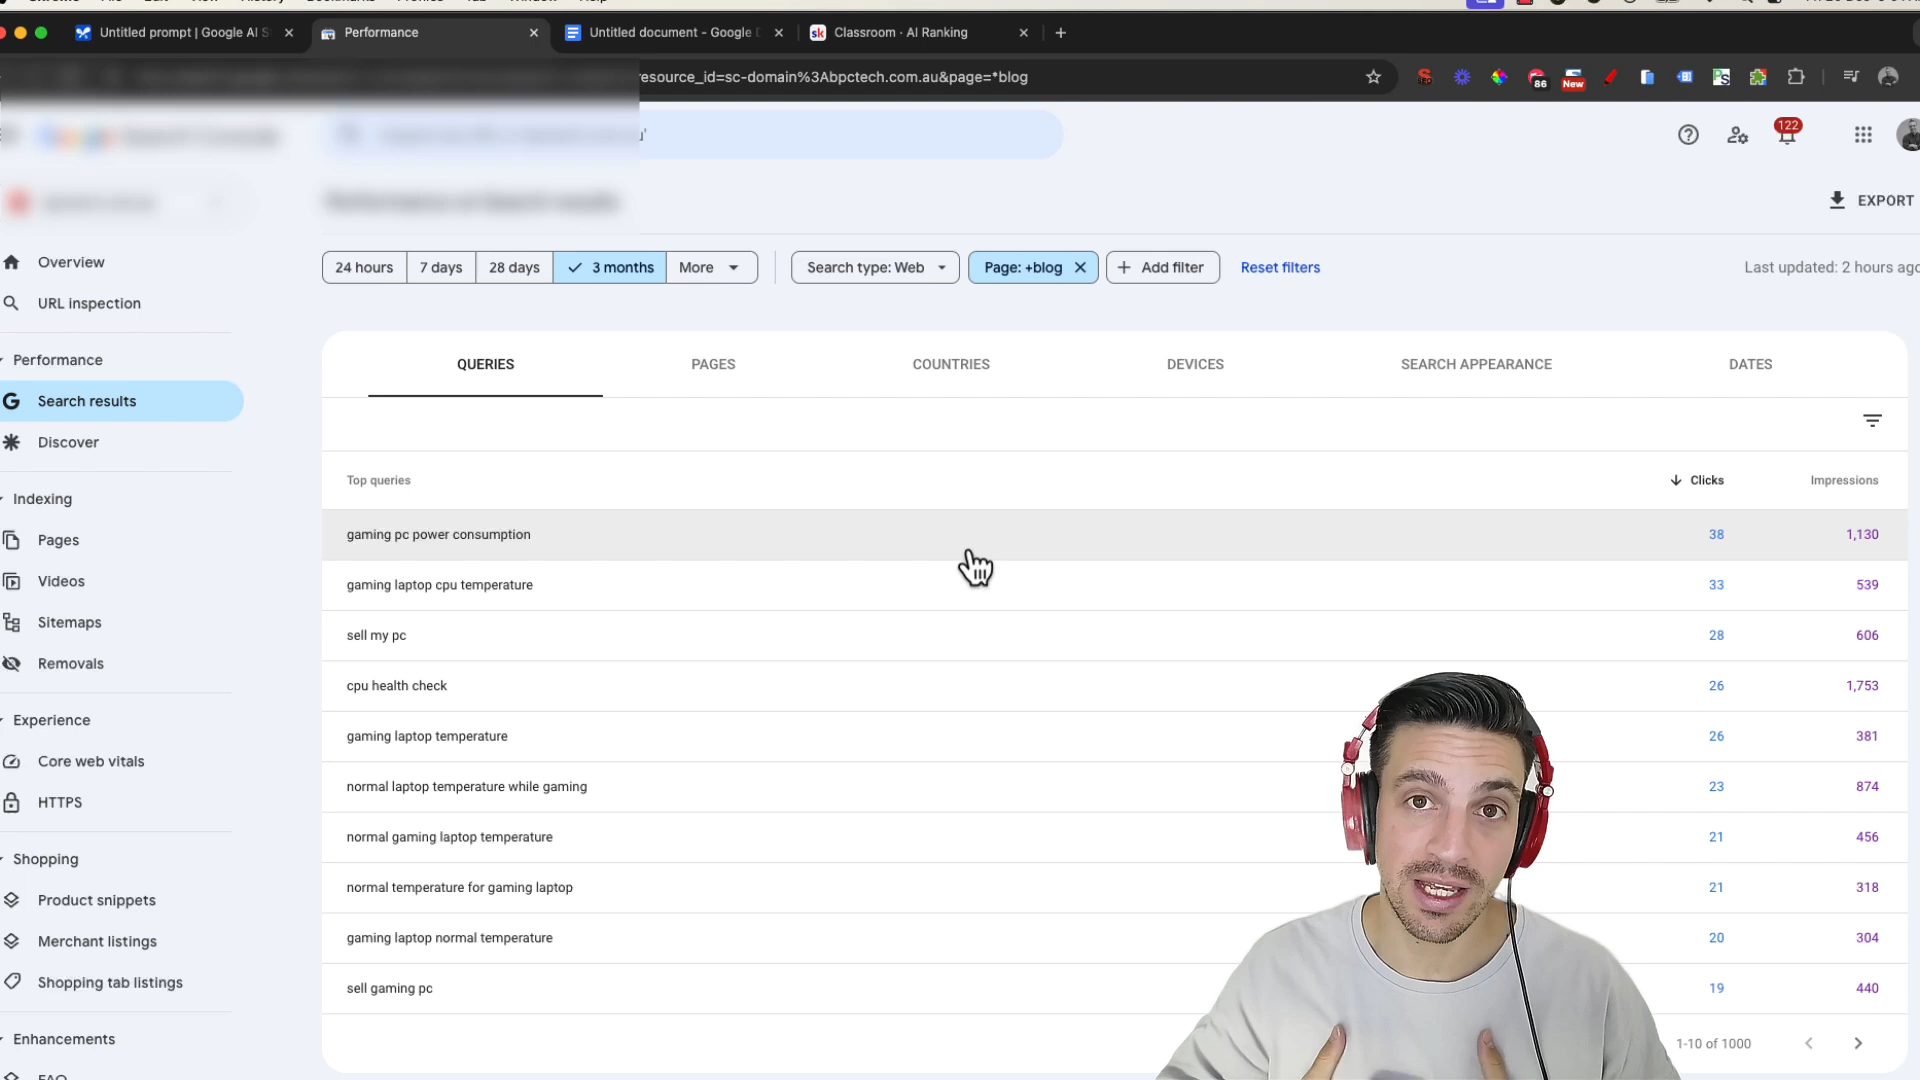 Untitled prompt | Google AI S
Performance
Untitled document - Google D
sk Classroom · AI Ranking
esource_id=sc-domain%3Abpctech.com.au&page=*blog
86
New
122
EXPORT
24 hours
7 days
28 days
3 months
More
Search type: Web
Page: +blog
Add filter
Reset filters
Last updated: 2 hours ago
Overview
URL inspection
Performance
Search results
Discover
Indexing
Pages
Videos
Sitemaps
Removals
Experience
Core web vitals
HTTPS
Shopping
Product snippets
Merchant listings
Shopping tab listings
Enhancements
FAQ
QUERIES
PAGES
COUNTRIES
DEVICES
SEARCH APPEARANCE
DATES
Top queries
Clicks
Impressions
gaming pc power consumption 38 1,130
gaming laptop cpu temperature 33 539
sell my pc 28 606
cpu health check 26 1,753
gaming laptop temperature 26 381
normal laptop temperature while gaming 23 874
normal gaming laptop temperature 21 456
normal temperature for gaming laptop 21 318
gaming laptop normal temperature 20 304
sell gaming pc 19 440
1-10 of 1000